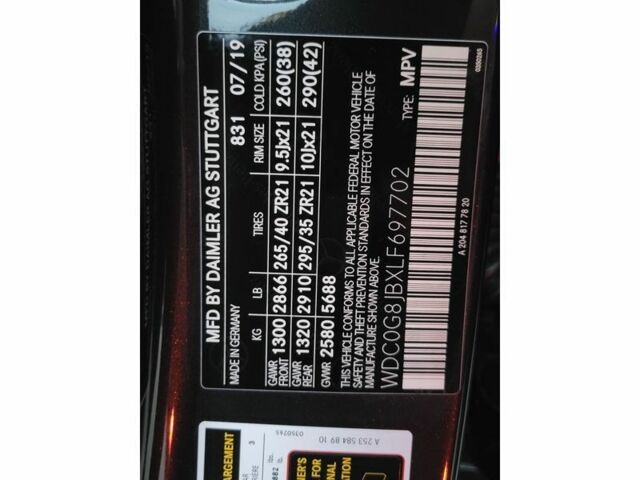 MFD BY DAIMLER AG STUTTGART
MADE IN GERMANY 831 07/19
KG LB TIRES RIM SIZE COLD KPA (PSI)
GAWR FRONT 1300 2866 265/40 ZR21 9.5Jx21 260(38)
GAWR REAR 1320 2910 295/35 ZR21 10Jx21 290(42)
GVWR 2580 5688
THIS VEHICLE CONFORMS TO ALL APPLICABLE FEDERAL MOTOR VEHICLE
SAFETY AND THEFT PREVENTION STANDARDS IN EFFECT ON THE DATE OF
MANUFACTURE SHOWN ABOVE.
WDC0G8JBXLF697702 TYPE: MPV
A 204 817 78 20
A 253 584 89 10
ARGEMENT
3